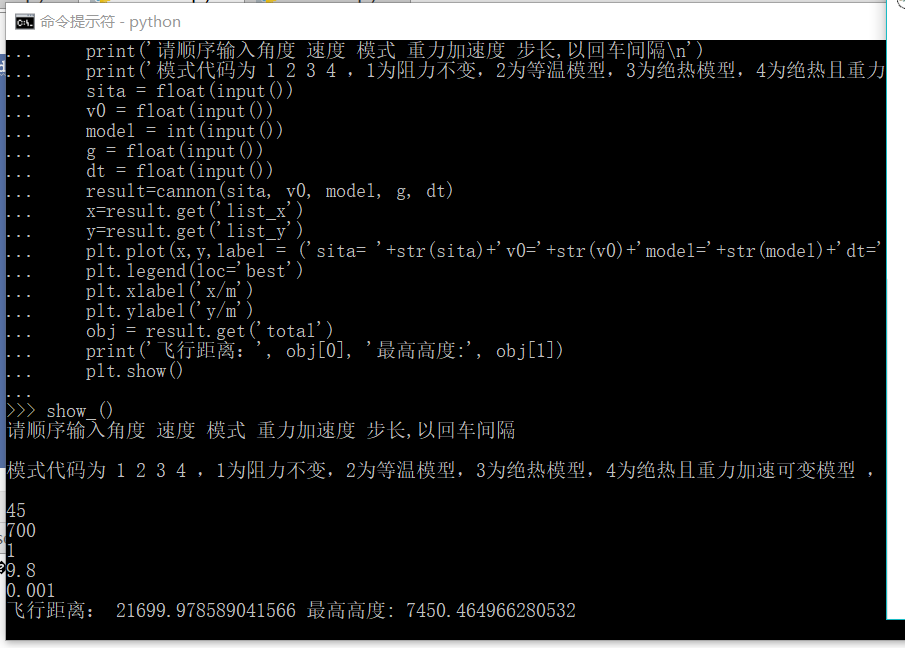 命令提示符 - python
... print('请顺序输入角度 速度 模式 重力加速度 步长,以回车间隔\n')
... print('模式代码为 1 2 3 4 ，1为阻力不变，2为等温模型，3为绝热模型，4为绝热且重力
... sita = float(input())
... v0 = float(input())
... model = int(input())
... g = float(input())
... dt = float(input())
... result=cannon(sita, v0, model, g, dt)
... x=result.get('list_x')
... y=result.get('list_y')
... plt.plot(x,y,label = ('sita= '+str(sita)+'v0='+str(v0)+'model='+str(model)+'dt='
... plt.legend(loc='best')
... plt.xlabel('x/m')
... plt.ylabel('y/m')
... obj = result.get('total')
... print('飞行距离：', obj[0], '最高高度:', obj[1])
... plt.show()
...
>>> show_()
请顺序输入角度 速度 模式 重力加速度 步长,以回车间隔
模式代码为 1 2 3 4 ，1为阻力不变，2为等温模型，3为绝热模型，4为绝热且重力加速可变模型 ，
45
700
1
9.8
0.001
飞行距离： 21699.978589041566 最高高度: 7450.464966280532